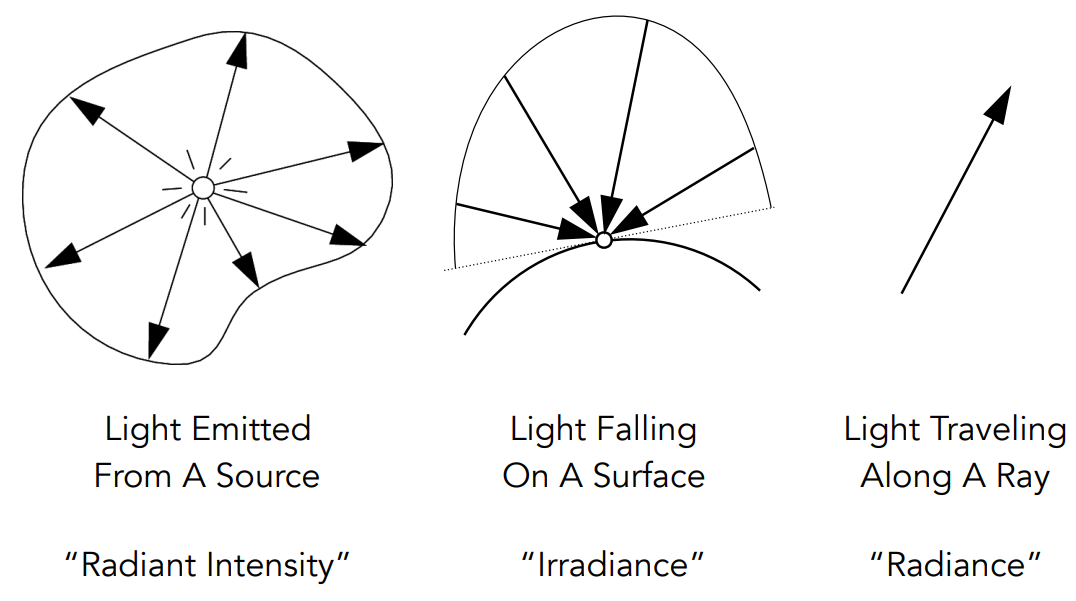 Light Emitted
From A Source
“Radiant Intensity”
Light Falling
On A Surface
“Irradiance”
Light Traveling
Along A Ray
“Radiance”